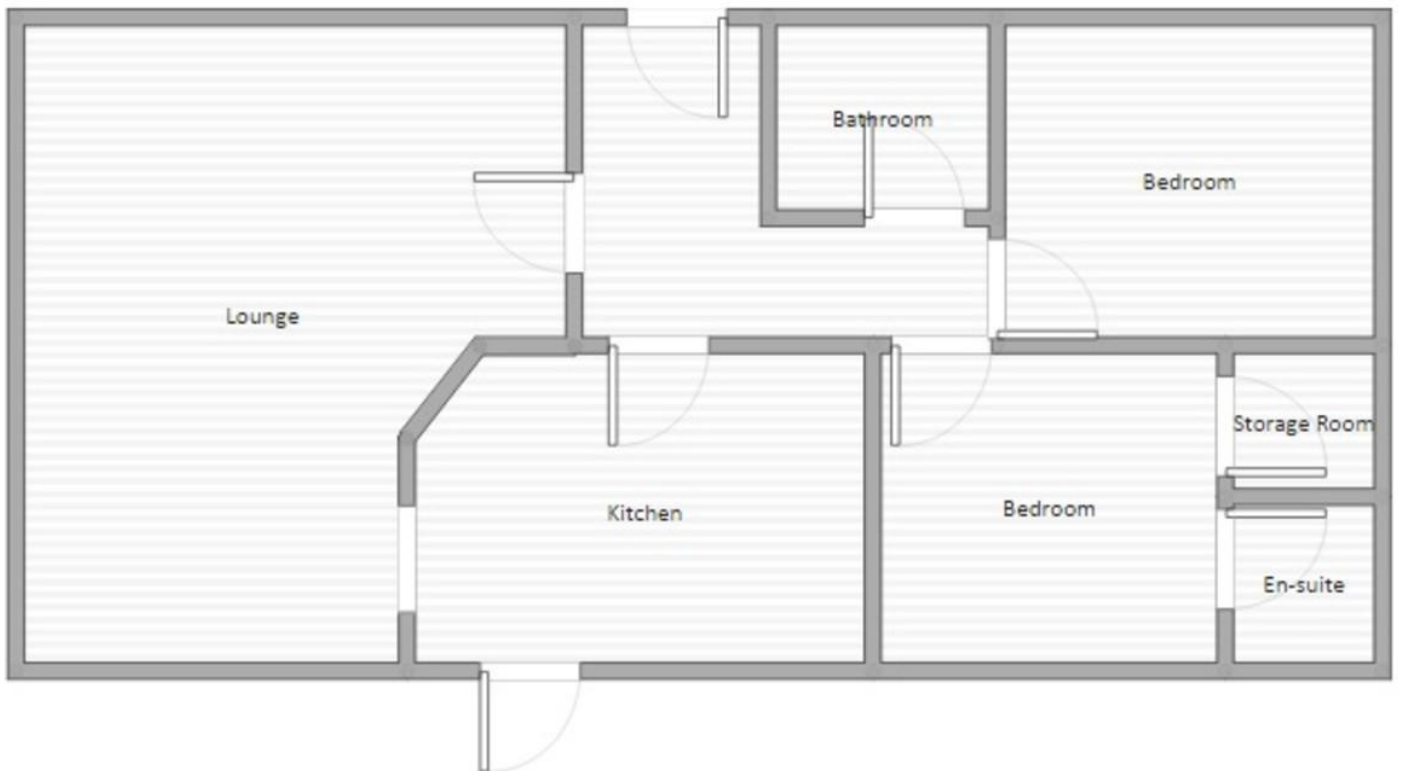 Bathroom
Bedroom
Lounge
Storage Room
Kitchen
Bedroom
En-suite